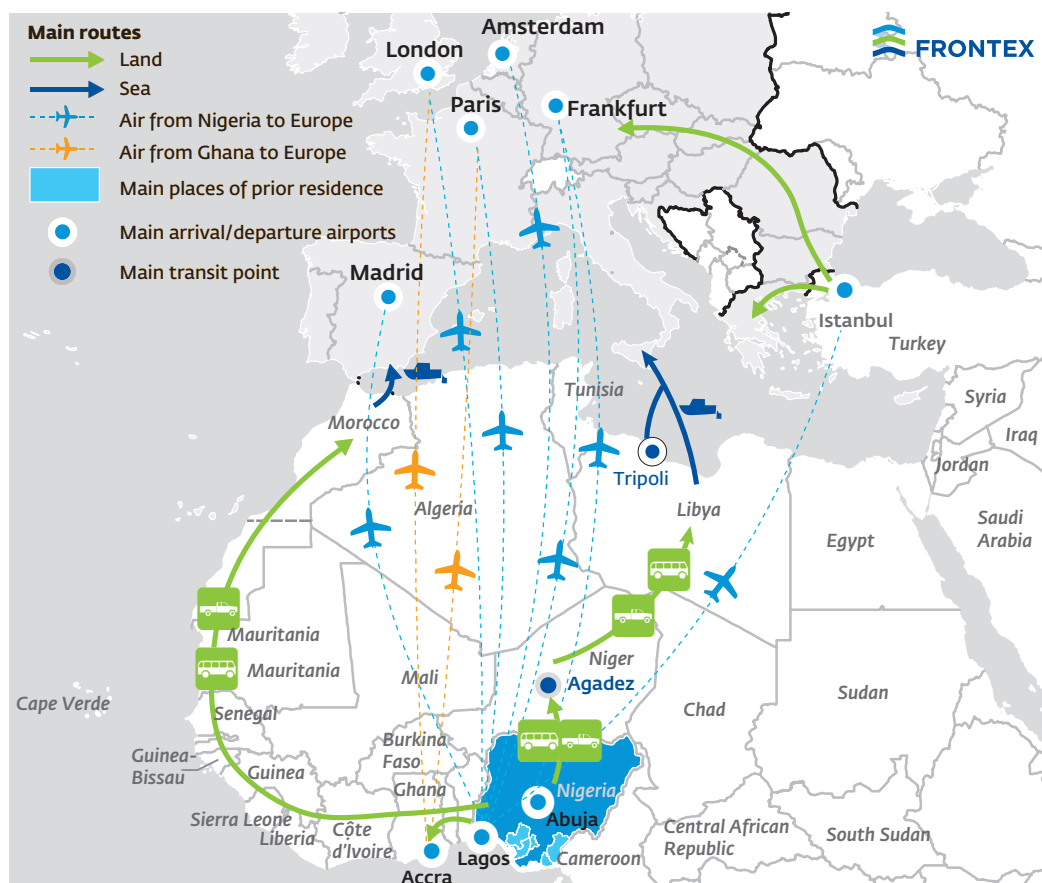 Main routes
Land
Sea
Air from Nigeria to Europe
Air from Ghana to Europe
Main places of prior residence
Main arrival/departure airports
Main transit point
FRONTEX
Amsterdam
London
Paris
Frankfurt
Madrid
Istanbul
Turkey
Tunisia
Syria
Morocco
Iraq
Jordan
Tripoli
Algeria
Libya
Egypt
Saudi
Arabia
Mauritania
Mauritania
Niger
Mali
Agadez
Cape Verde
Senegal
Chad
Sudan
Burkina
Faso
Guinea-
Bissau
Guinea
Ghana
Nigeria
Abuja
Sierra Leone
Liberia
Côte
d'Ivoire
Central African
Republic
South Sudan
Lagos
Cameroon
Accra